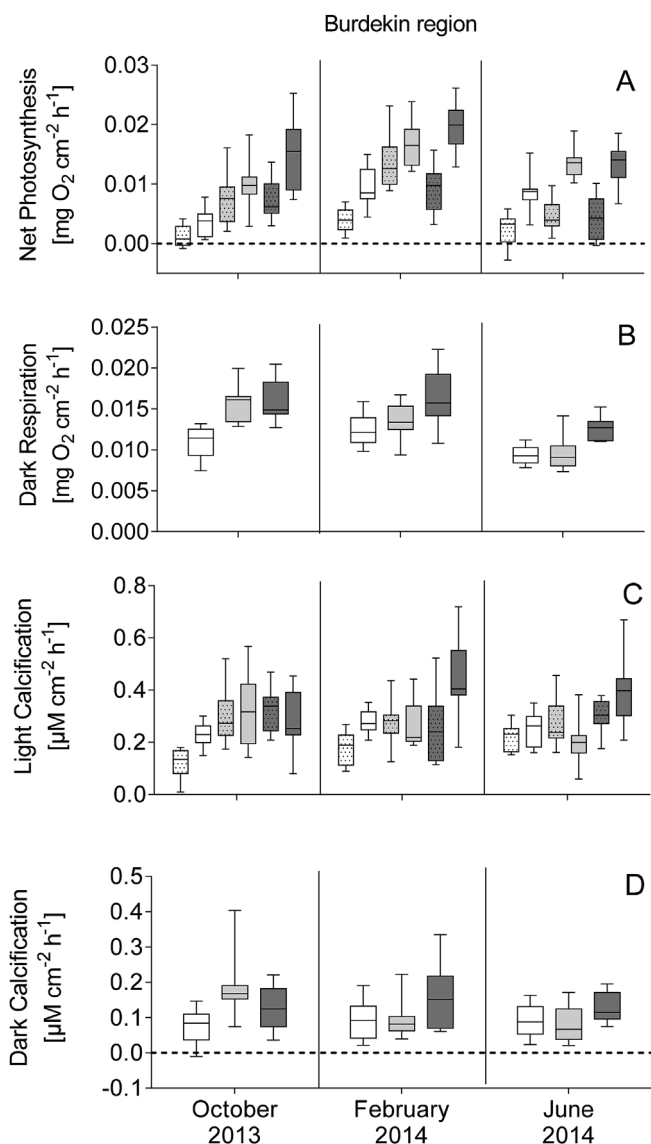 Burdekin region
A
Net Photosynthesis
[mg O₂ cm⁻² h⁻¹]
0.03
0.02
0.01
0.00
B
Dark Respiration
[mg O₂ cm⁻² h⁻¹]
0.025
0.020
0.015
0.010
0.005
0.000
C
Light Calcification
[µM cm⁻² h⁻¹]
0.8
0.6
0.4
0.2
0.0
D
Dark Calcification
[µM cm⁻² h⁻¹]
0.5
0.4
0.3
0.2
0.1
0.0
-0.1
October
2013
February
2014
June
2014